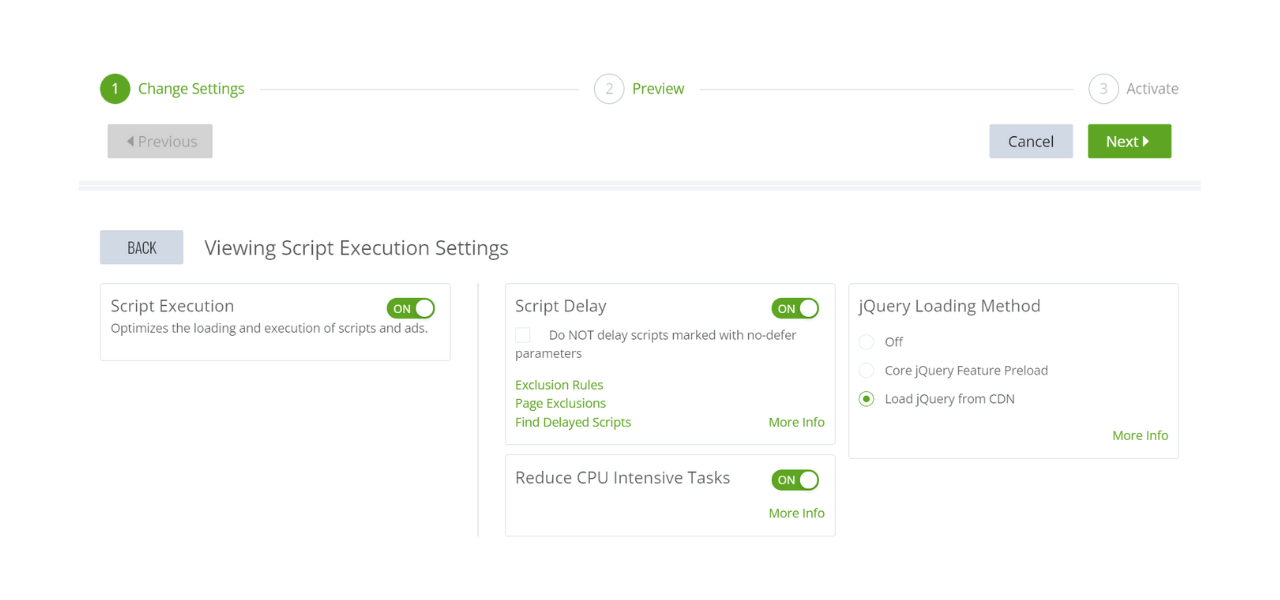 1 Change Settings 2 Preview 3 Activate
Previous Cancel Next
BACK Viewing Script Execution Settings
Script Execution ON
Optimizes the loading and execution of scripts and ads.
Script Delay ON
Do NOT delay scripts marked with no-defer
parameters
Exclusion Rules
Page Exclusions
Find Delayed Scripts More Info
Reduce CPU Intensive Tasks ON
More Info
jQuery Loading Method
Off
Core jQuery Feature Preload
Load jQuery from CDN
More Info